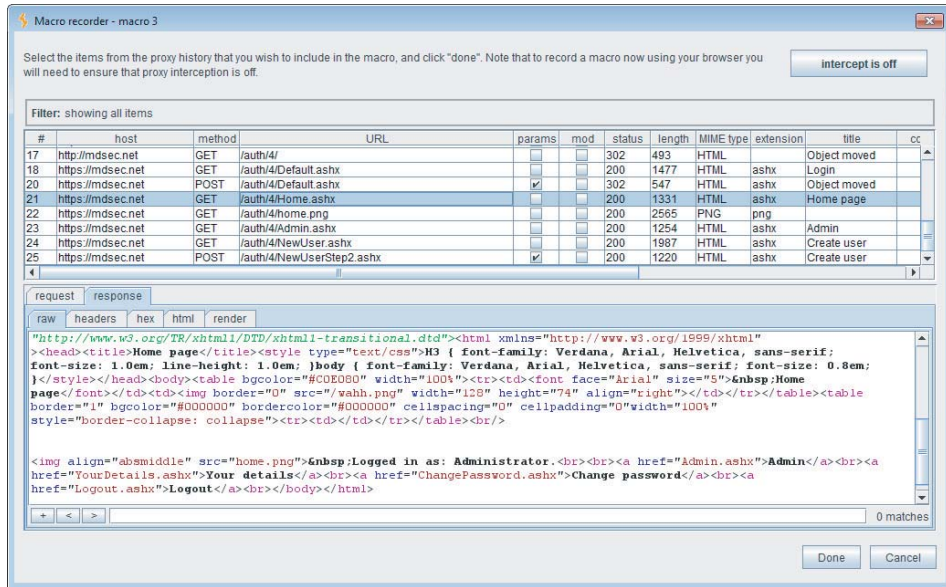 Macro recorder - macro 3
Select the items from the proxy history that you wish to include in the macro, and click "done". Note that to record a macro now using your browser you
will need to ensure that proxy interception is off.
intercept is off
Filter: showing all items
# host method URL params mod status length MIME type extension title co
17 http://mdsec.net GET /auth/4/ 302 493 HTML Object moved
18 https://mdsec.net GET /auth/4/Default.ashx 200 1477 HTML ashx Login
20 https://mdsec.net POST /auth/4/Default.ashx 302 547 HTML ashx Object moved
21 https://mdsec.net GET /auth/4/Home.ashx 200 1331 HTML ashx Home page
22 https://mdsec.net GET /auth/4/home.png 200 2565 PNG png
23 https://mdsec.net GET /auth/4/Admin.ashx 200 1254 HTML ashx Admin
24 https://mdsec.net GET /auth/4/NewUser.ashx 200 1987 HTML ashx Create user
25 https://mdsec.net POST /auth/4/NewUserStep2.ashx 200 1220 HTML ashx Create user
request response
raw headers hex html render
"http://www.w3.org/TR/xhtml1/DTD/xhtml1-transitional.dtd"><html xmlns="http://www.w3.org/1999/xhtml"
><head><title>Home page</title><style type="text/css">H3 { font-family: Verdana, Arial, Helvetica, sans-serif;
font-size: 1.0em; line-height: 1.0em; }body { font-family: Verdana, Arial, Helvetica, sans-serif; font-size: 0.8em;
}</style></head><body><table bgcolor="#C0E080" width="100%"><tr><td><font face="Arial" size="5">&nbsp;Home
page</font></td><td><img border="0" src="/wahh.png" width="128" height="74" align="right"></td></tr></table><table
border="1" bgcolor="#000000" bordercolor="#000000" cellspacing="0" cellpadding="0"width="100%"
style="border-collapse: collapse"><tr><td></td></tr></table><br/>
<img align="absmiddle" src="home.png">&nbsp;Logged in as: Administrator.<br><br><a href="Admin.ashx">Admin</a><br><a
href="YourDetails.ashx">Your details</a><br><a href="ChangePassword.ashx">Change password</a><br><a
href="Logout.ashx">Logout</a><br></body></html>
+ < > 0 matches
Done Cancel